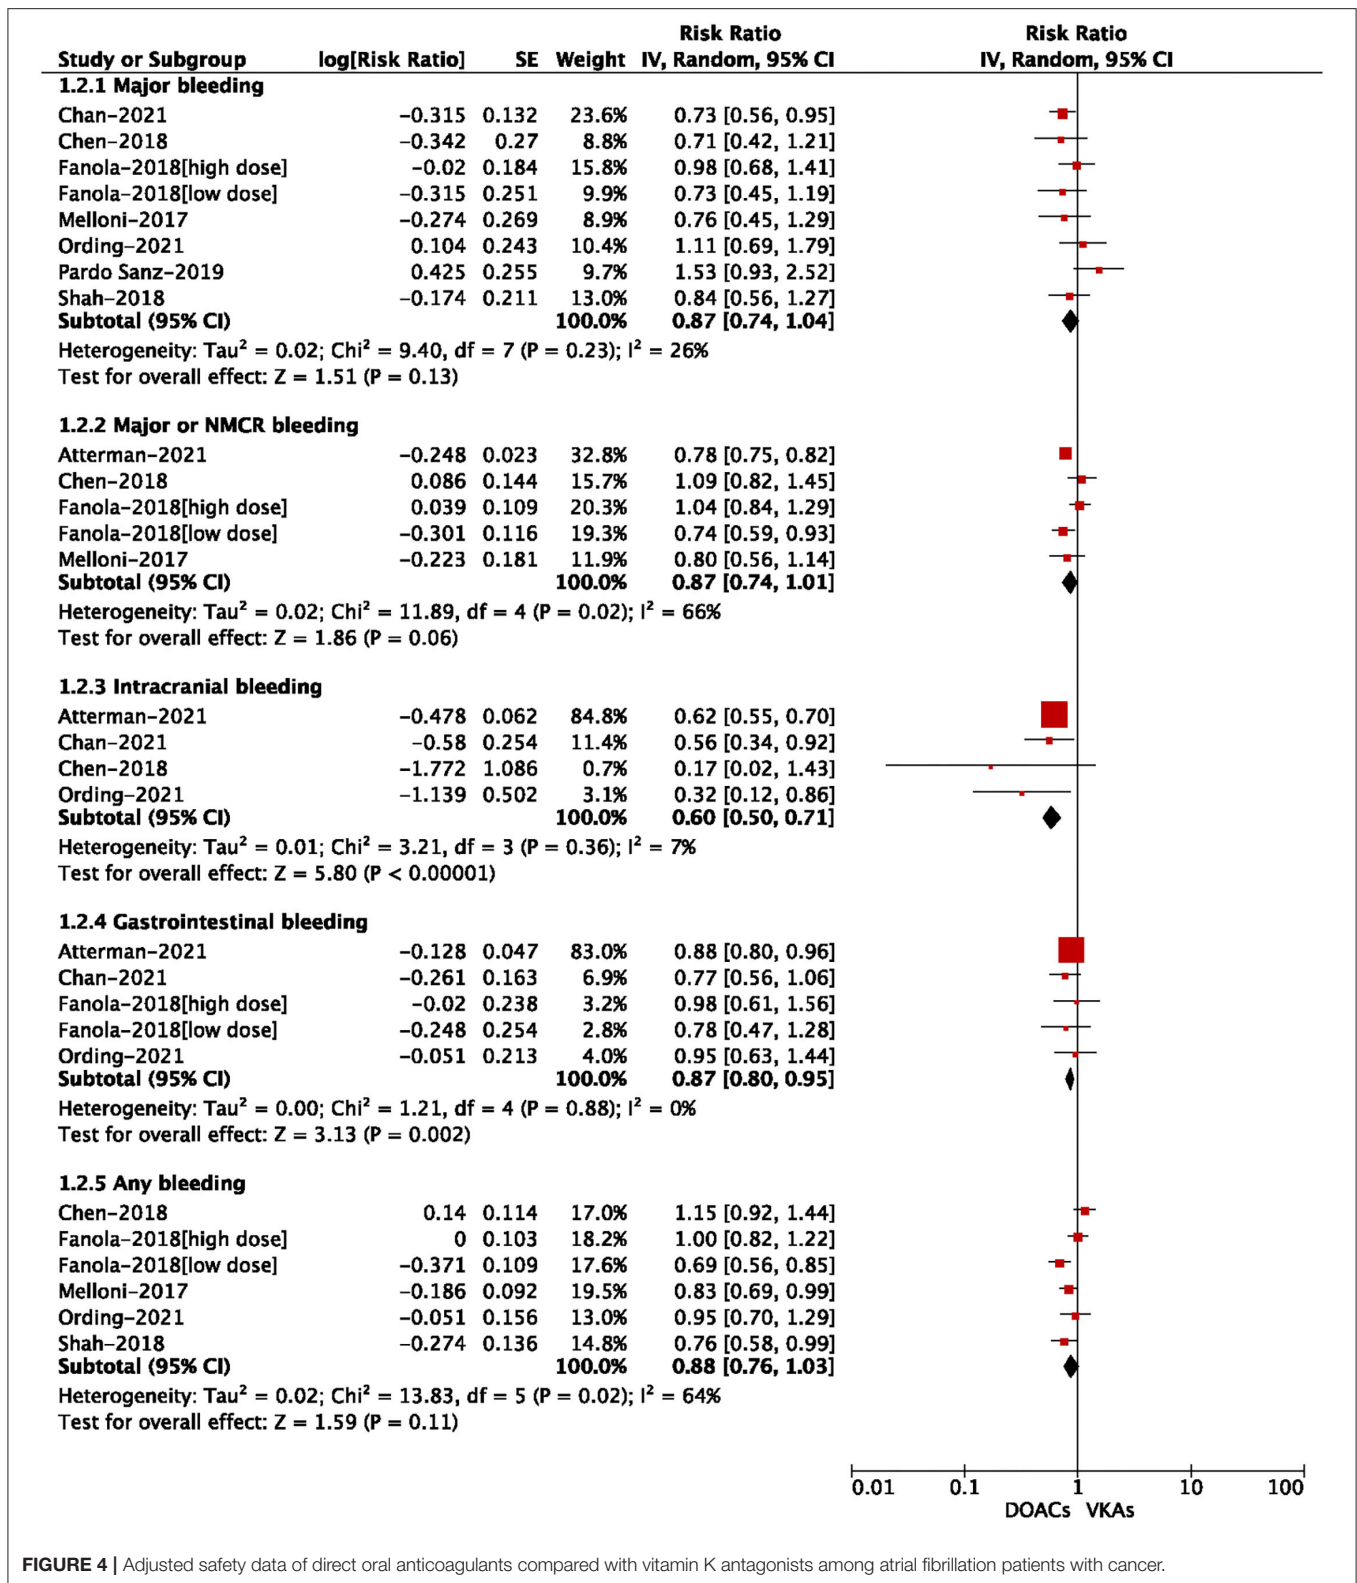 Risk Ratio Risk Ratio
Study or Subgroup log[Risk Ratio] SE Weight IV, Random, 95% CI IV, Random, 95% CI
1.2.1 Major bleeding
Chan-2021 −0.315 0.132 23.6% 0.73 [0.56, 0.95]
Chen-2018 −0.342 0.27 8.8% 0.71 [0.42, 1.21]
Fanola-2018[high dose] −0.02 0.184 15.8% 0.98 [0.68, 1.41]
Fanola-2018[low dose] −0.315 0.251 9.9% 0.73 [0.45, 1.19]
Melloni-2017 −0.274 0.269 8.9% 0.76 [0.45, 1.29]
Ording-2021 0.104 0.243 10.4% 1.11 [0.69, 1.79]
Pardo Sanz-2019 0.425 0.255 9.7% 1.53 [0.93, 2.52]
Shah-2018 −0.174 0.211 13.0% 0.84 [0.56, 1.27]
Subtotal (95% CI) 100.0% 0.87 [0.74, 1.04]
Heterogeneity: Tau² = 0.02; Chi² = 9.40, df = 7 (P = 0.23); I² = 26%
Test for overall effect: Z = 1.51 (P = 0.13)
1.2.2 Major or NMCR bleeding
Atterman-2021 −0.248 0.023 32.8% 0.78 [0.75, 0.82]
Chen-2018 0.086 0.144 15.7% 1.09 [0.82, 1.45]
Fanola-2018[high dose] 0.039 0.109 20.3% 1.04 [0.84, 1.29]
Fanola-2018[low dose] −0.301 0.116 19.3% 0.74 [0.59, 0.93]
Melloni-2017 −0.223 0.181 11.9% 0.80 [0.56, 1.14]
Subtotal (95% CI) 100.0% 0.87 [0.74, 1.01]
Heterogeneity: Tau² = 0.02; Chi² = 11.89, df = 4 (P = 0.02); I² = 66%
Test for overall effect: Z = 1.86 (P = 0.06)
1.2.3 Intracranial bleeding
Atterman-2021 −0.478 0.062 84.8% 0.62 [0.55, 0.70]
Chan-2021 −0.58 0.254 11.4% 0.56 [0.34, 0.92]
Chen-2018 −1.772 1.086 0.7% 0.17 [0.02, 1.43]
Ording-2021 −1.139 0.502 3.1% 0.32 [0.12, 0.86]
Subtotal (95% CI) 100.0% 0.60 [0.50, 0.71]
Heterogeneity: Tau² = 0.01; Chi² = 3.21, df = 3 (P = 0.36); I² = 7%
Test for overall effect: Z = 5.80 (P < 0.00001)
1.2.4 Gastrointestinal bleeding
Atterman-2021 −0.128 0.047 83.0% 0.88 [0.80, 0.96]
Chan-2021 −0.261 0.163 6.9% 0.77 [0.56, 1.06]
Fanola-2018[high dose] −0.02 0.238 3.2% 0.98 [0.61, 1.56]
Fanola-2018[low dose] −0.248 0.254 2.8% 0.78 [0.47, 1.28]
Ording-2021 −0.051 0.213 4.0% 0.95 [0.63, 1.44]
Subtotal (95% CI) 100.0% 0.87 [0.80, 0.95]
Heterogeneity: Tau² = 0.00; Chi² = 1.21, df = 4 (P = 0.88); I² = 0%
Test for overall effect: Z = 3.13 (P = 0.002)
1.2.5 Any bleeding
Chen-2018 0.14 0.114 17.0% 1.15 [0.92, 1.44]
Fanola-2018[high dose] 0 0.103 18.2% 1.00 [0.82, 1.22]
Fanola-2018[low dose] −0.371 0.109 17.6% 0.69 [0.56, 0.85]
Melloni-2017 −0.186 0.092 19.5% 0.83 [0.69, 0.99]
Ording-2021 −0.051 0.156 13.0% 0.95 [0.70, 1.29]
Shah-2018 −0.274 0.136 14.8% 0.76 [0.58, 0.99]
Subtotal (95% CI) 100.0% 0.88 [0.76, 1.03]
Heterogeneity: Tau² = 0.02; Chi² = 13.83, df = 5 (P = 0.02); I² = 64%
Test for overall effect: Z = 1.59 (P = 0.11)
0.01 0.1 1 10 100
DOACs VKAs
FIGURE 4 | Adjusted safety data of direct oral anticoagulants compared with vitamin K antagonists among atrial fibrillation patients with cancer.